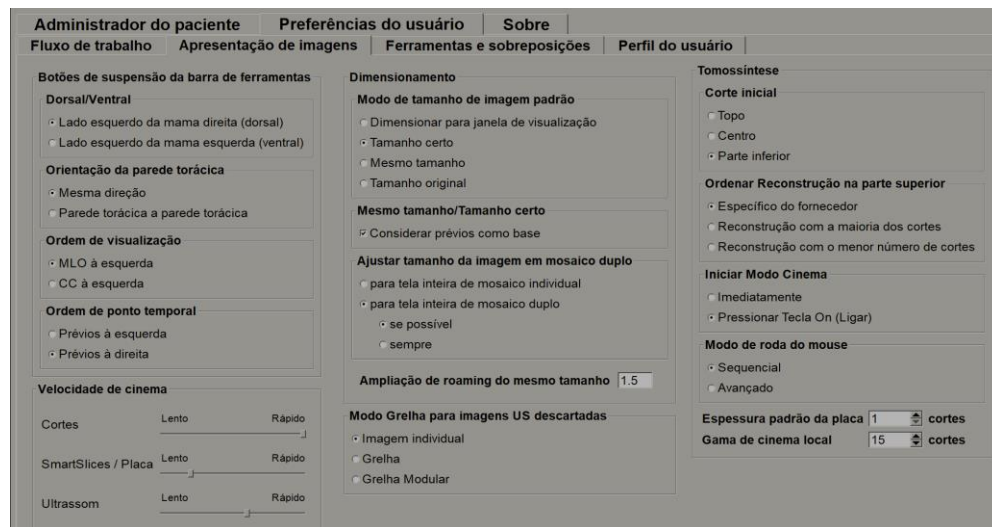 Administrador do paciente Preferências do usuário Sobre
Fluxo de trabalho Apresentação de imagens Ferramentas e sobreposições Perfil do usuário
Botões de suspensão da barra de ferramentas
Dorsal/Ventral
Lado esquerdo da mama direita (dorsal)
Lado esquerdo da mama esquerda (ventral)
Orientação da parede torácica
Mesma direção
Parede torácica a parede torácica
Ordem de visualização
MLO à esquerda
CC à esquerda
Ordem de ponto temporal
Prévios à esquerda
Prévios à direita
Velocidade de cinema
Cortes Lento Rápido
SmartSlices / Placa Lento Rápido
Ultrassom Lento Rápido
Dimensionamento
Modo de tamanho de imagem padrão
Dimensionar para janela de visualização
Tamanho certo
Mesmo tamanho
Tamanho original
Mesmo tamanho/Tamanho certo
Considerar prévios como base
Ajustar tamanho da imagem em mosaico duplo
para tela inteira de mosaico individual
para tela inteira de mosaico duplo
se possível
sempre
Ampliação de roaming do mesmo tamanho 1.5
Modo Grelha para imagens US descartadas
Imagem individual
Grelha
Grelha Modular
Tomossíntese
Corte inicial
Topo
Centro
Parte inferior
Ordenar Reconstrução na parte superior
Específico do fornecedor
Reconstrução com a maioria dos cortes
Reconstrução com o menor número de cortes
Iniciar Modo Cinema
Imediatamente
Pressionar Tecla On (Ligar)
Modo de roda do mouse
Sequencial
Avançado
Espessura padrão da placa 1 cortes
Gama de cinema local 15 cortes